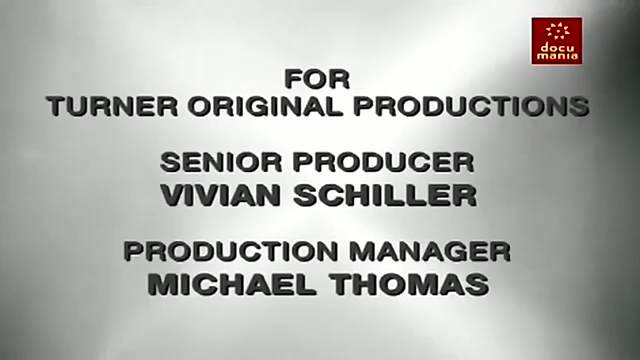 docu
mania
FOR
TURNER ORIGINAL PRODUCTIONS
SENIOR PRODUCER
VIVIAN SCHILLER
PRODUCTION MANAGER
MICHAEL THOMAS